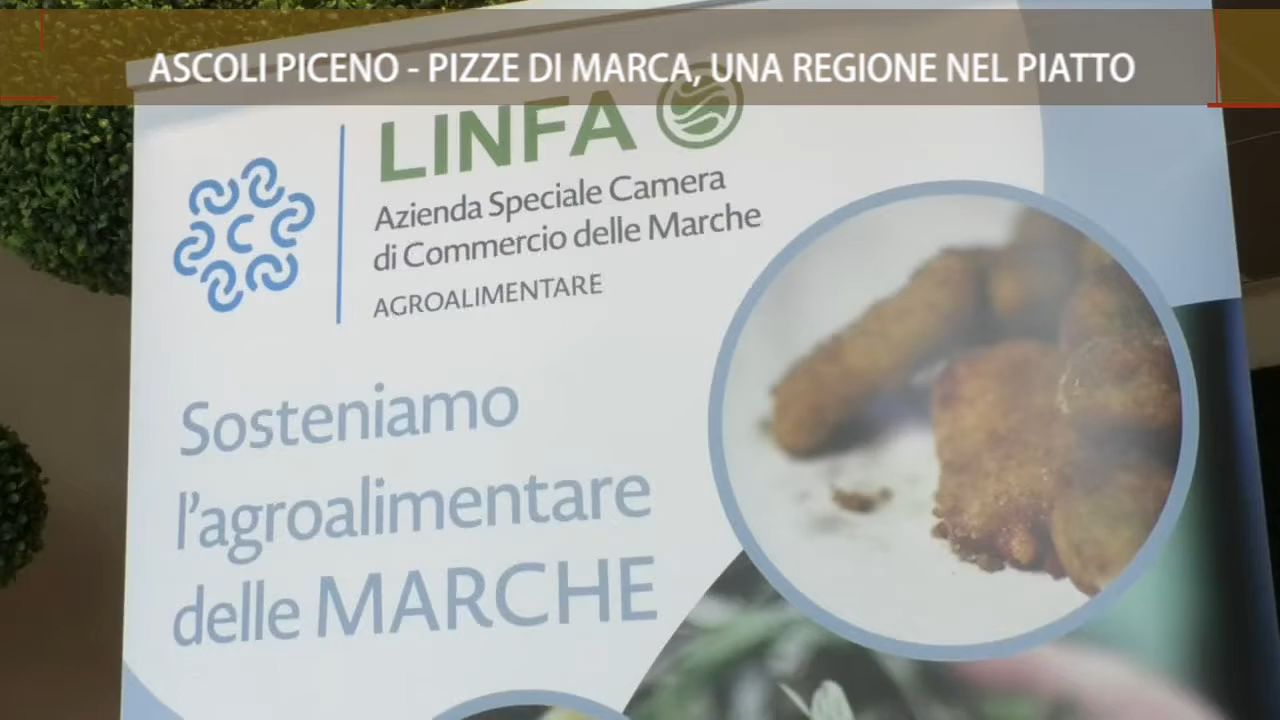 ASCOLI PICENO - PIZZE DI MARCA, UNA REGIONE NEL PIATTO
LINFA
Azienda Speciale Camera
di Commercio delle Marche
AGROALIMENTARE
Sosteniamo
l'agroalimentare
delle MARCHE